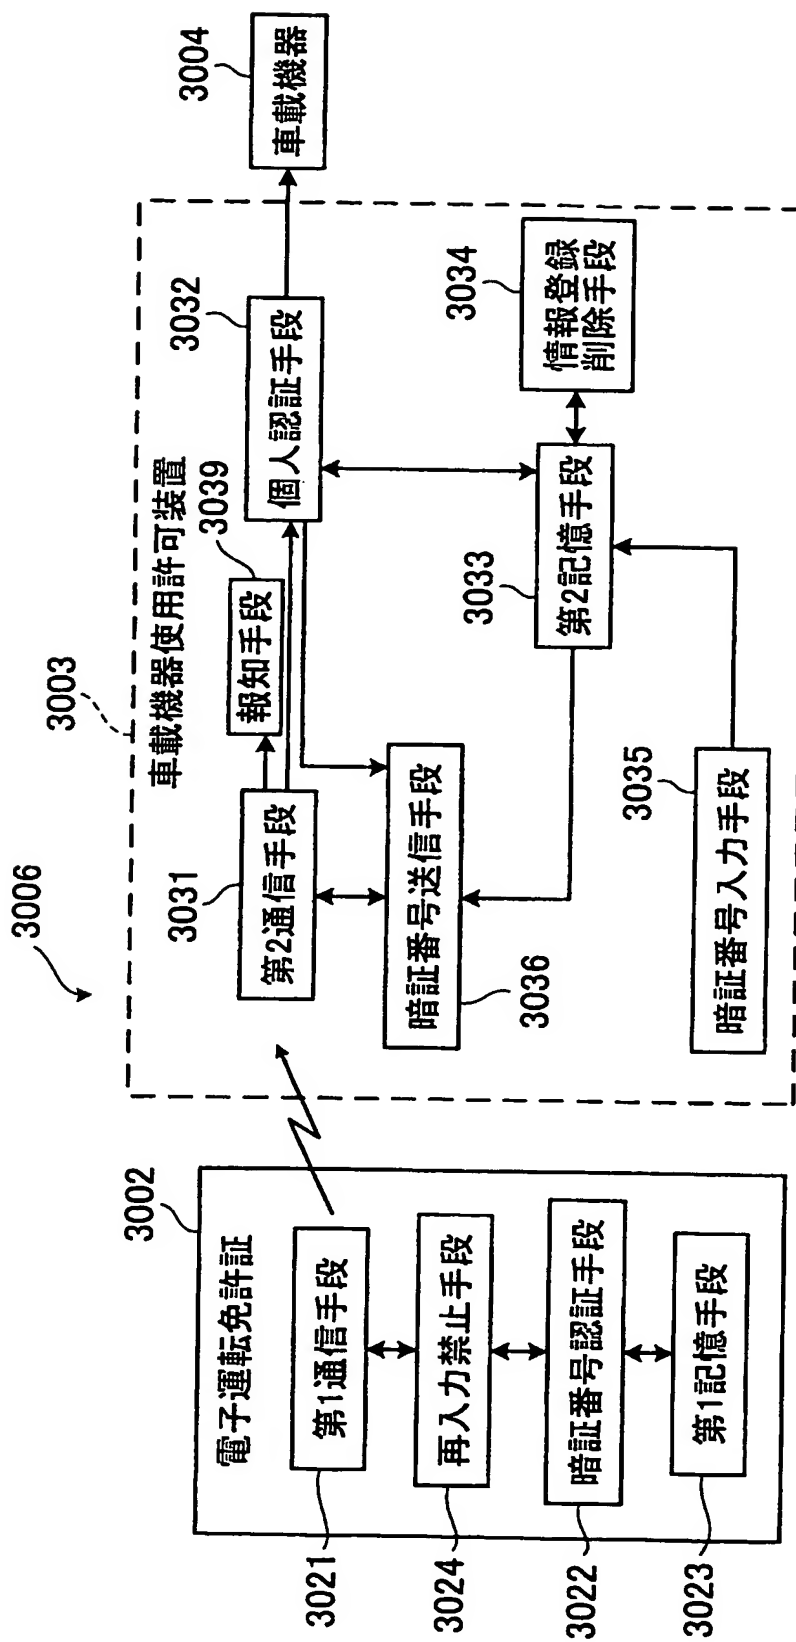 3006
3002
電子運転免許証
3021
第1通信手段
3024
再入力禁止手段
3022
暗証番号認証手段
3023
第1記憶手段
3003
車載機器使用許可装置
3031
第2通信手段
3039
報知手段
3032
個人認証手段
3004
車載機器
3036
暗証番号送信手段
3033
第2記憶手段
3034
情報登録
削除手段
3035
暗証番号入力手段